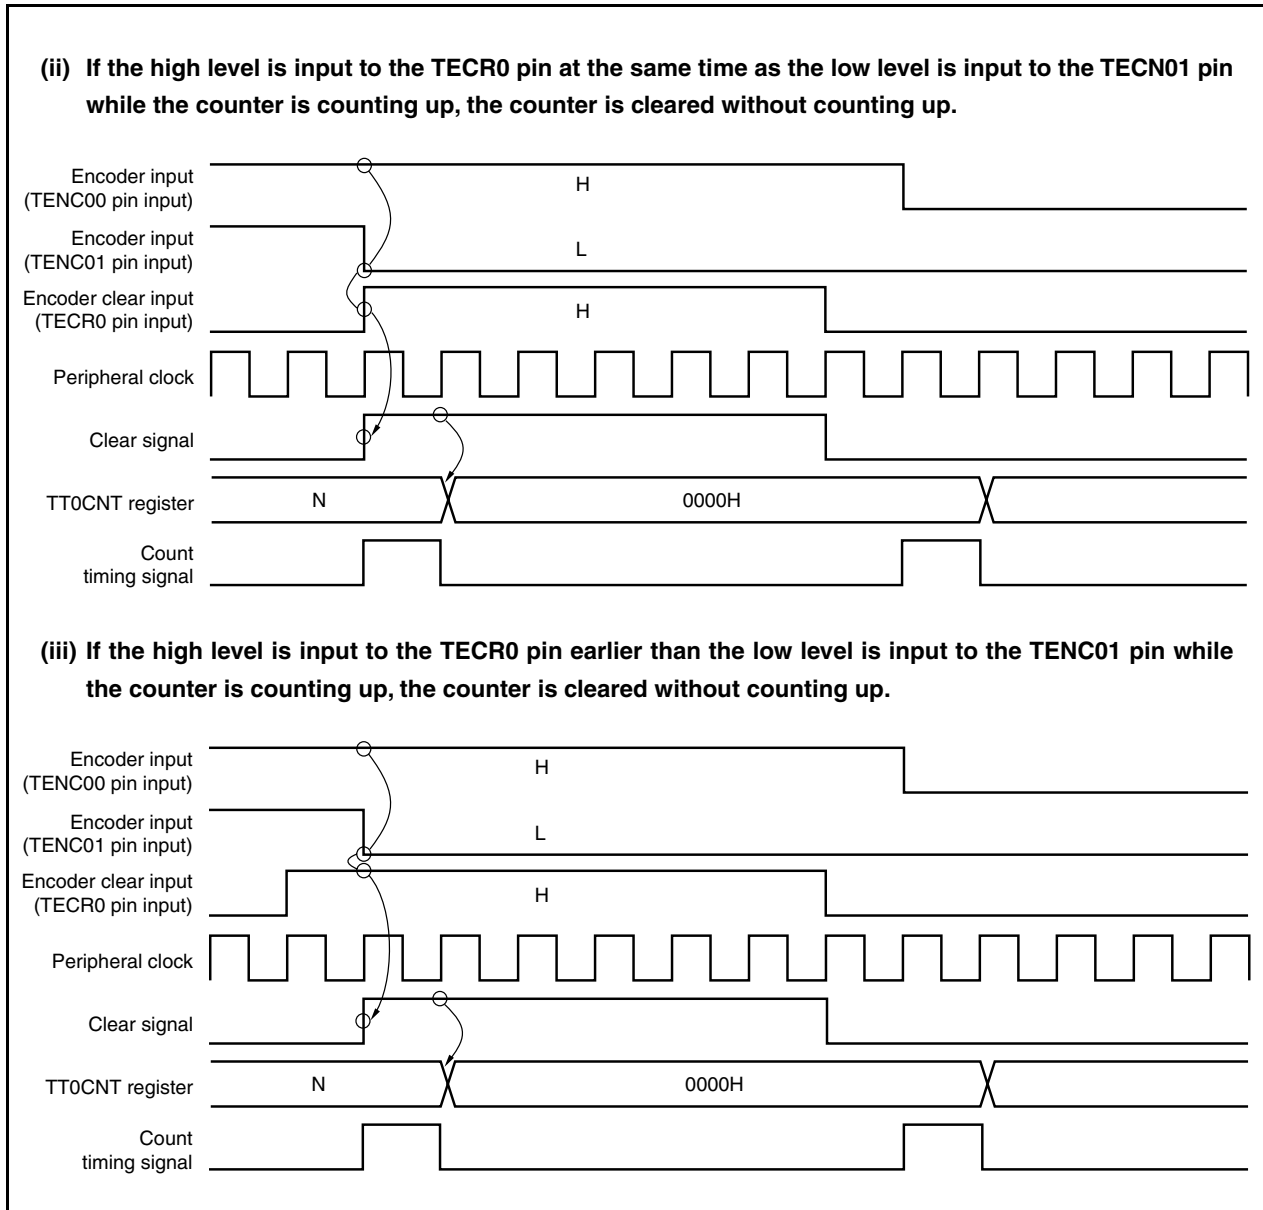 (ii) If the high level is input to the TECR0 pin at the same time as the low level is input to the TECN01 pin
while the counter is counting up, the counter is cleared without counting up.
Encoder input
(TENC00 pin input)
H
Encoder input
(TENC01 pin input)
L
Encoder clear input
(TECR0 pin input)
H
Peripheral clock
Clear signal
TT0CNT register
N
0000H
Count
timing signal
(iii) If the high level is input to the TECR0 pin earlier than the low level is input to the TENC01 pin while
the counter is counting up, the counter is cleared without counting up.
Encoder input
(TENC00 pin input)
H
Encoder input
(TENC01 pin input)
L
Encoder clear input
(TECR0 pin input)
H
Peripheral clock
Clear signal
TT0CNT register
N
0000H
Count
timing signal